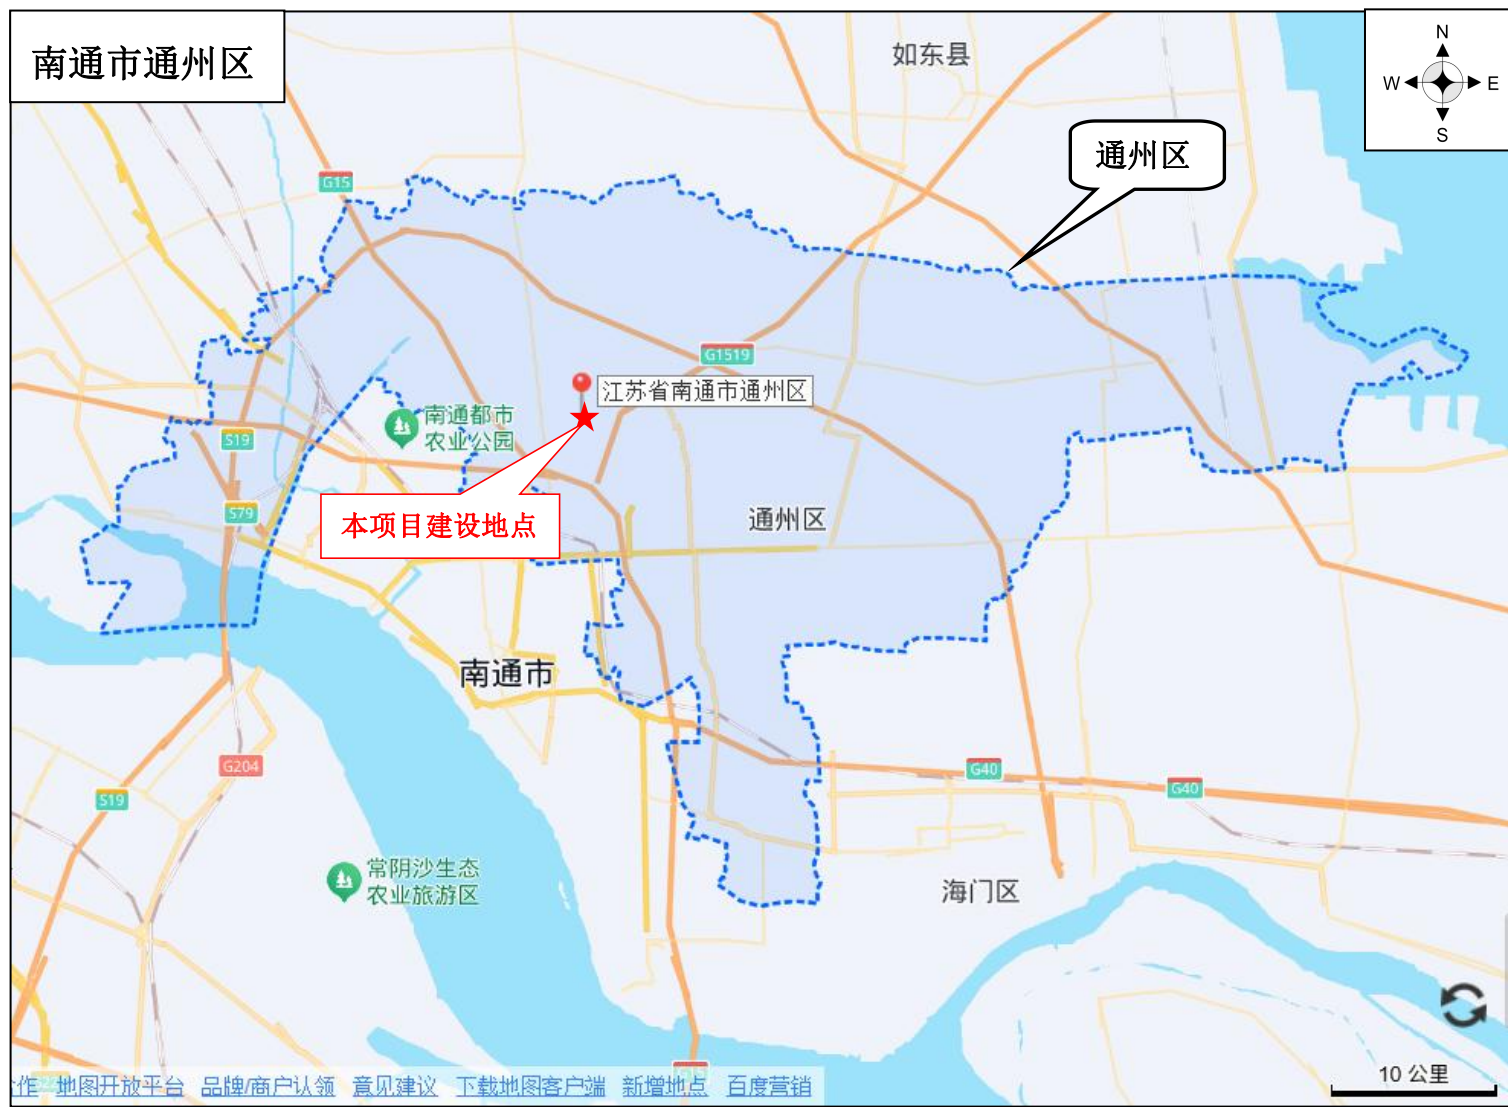 南通市通州区
如东县
N
W
E
S
通州区
G15
G1519
江苏省南通市通州区
南通都市
农业公园
S19
S79
本项目建设地点
通州区
南通市
G204
S19
G40
G40
常阴沙生态
农业旅游区
海门区
10 公里
作 地图开放平台 品牌/商户认领 意见建议 下载地图客户端 新增地点 百度营销